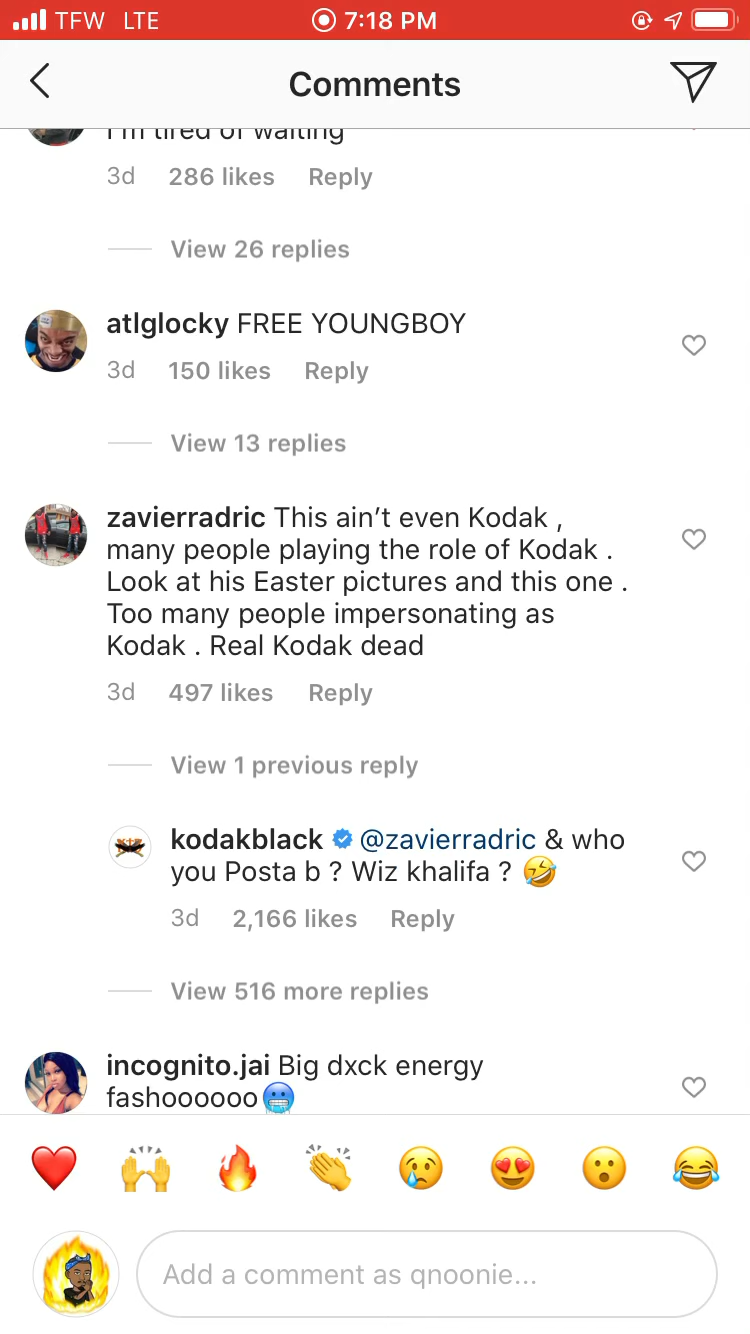 TFW LTE 7:18 PM
Comments
I'm tired of waiting
3d 286 likes Reply
View 26 replies
atlglocky FREE YOUNGBOY
3d 150 likes Reply
View 13 replies
zavierradric This ain’t even Kodak ,
many people playing the role of Kodak .
Look at his Easter pictures and this one .
Too many people impersonating as
Kodak . Real Kodak dead
3d 497 likes Reply
View 1 previous reply
kodakblack @zavierradric & who
you Posta b ? Wiz khalifa ? 🤣
3d 2,166 likes Reply
View 516 more replies
incognito.jai Big dxck energy
fashoooooo🥶
❤️ 🙌 🔥 👏 😢 😍 😮 😂
Add a comment as qnoonie...